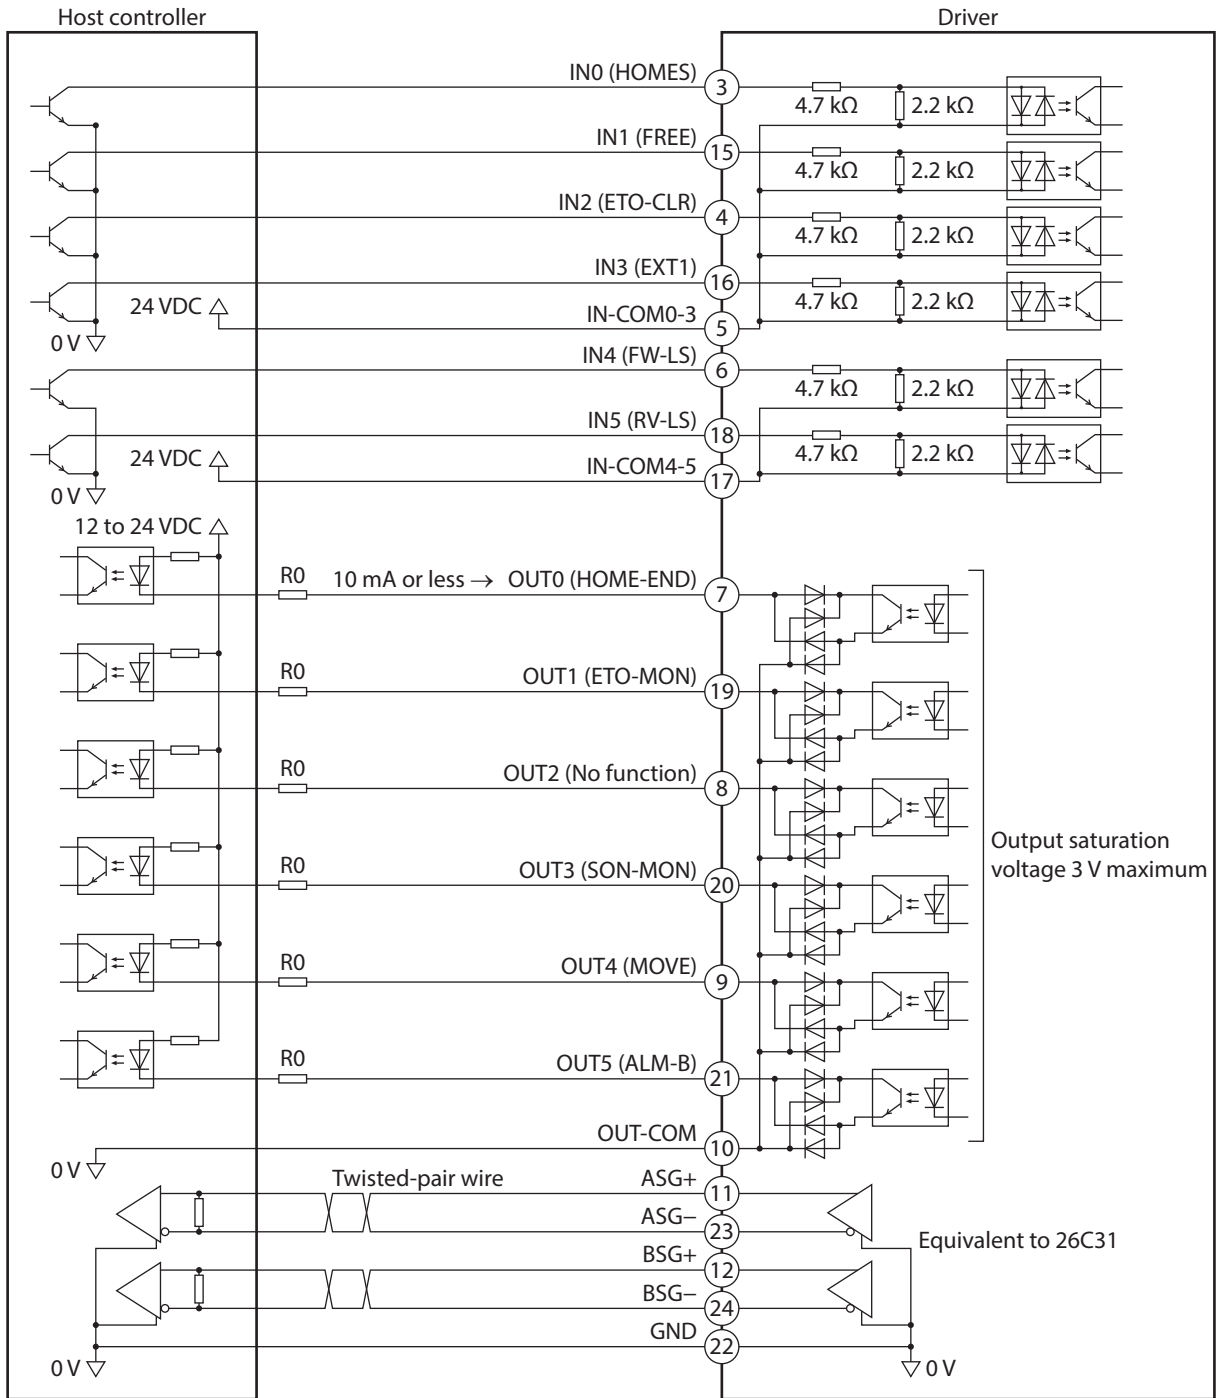 Host controller
Driver
IN0 (HOMES)
3
4.7 kΩ
2.2 kΩ
IN1 (FREE)
15
4.7 kΩ
2.2 kΩ
IN2 (ETO-CLR)
4
4.7 kΩ
2.2 kΩ
IN3 (EXT1)
16
4.7 kΩ
2.2 kΩ
24 VDC
IN-COM0-3
5
0 V
IN4 (FW-LS)
6
4.7 kΩ
2.2 kΩ
IN5 (RV-LS)
18
4.7 kΩ
2.2 kΩ
24 VDC
IN-COM4-5
17
0 V
12 to 24 VDC
R0
10 mA or less →
OUT0 (HOME-END)
7
R0
OUT1 (ETO-MON)
19
R0
OUT2 (No function)
8
Output saturation
voltage 3 V maximum
R0
OUT3 (SON-MON)
20
R0
OUT4 (MOVE)
9
R0
OUT5 (ALM-B)
21
OUT-COM
10
0 V
Twisted-pair wire
ASG+
11
ASG−
23
Equivalent to 26C31
BSG+
12
BSG−
24
GND
22
0 V
0 V